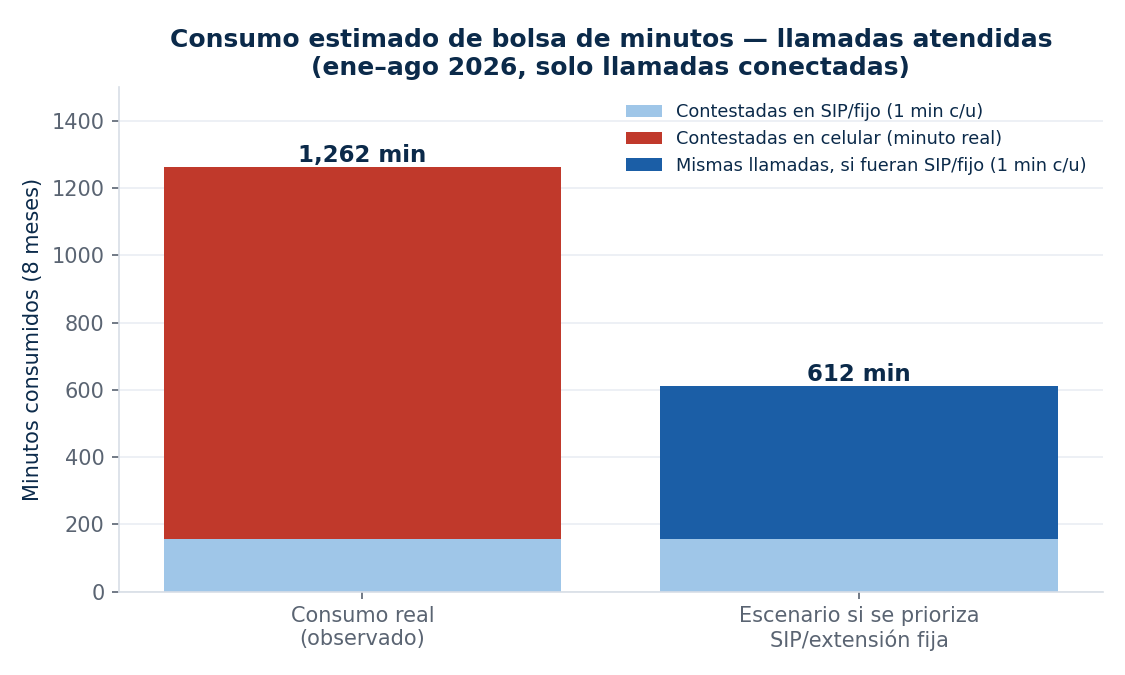 Consumo estimado de bolsa de minutos — llamadas atendidas
(ene–ago 2026, solo llamadas conectadas)
Contestadas en SIP/fijo (1 min c/u)
Contestadas en celular (minuto real)
Mismas llamadas, si fueran SIP/fijo (1 min c/u)
Minutos consumidos (8 meses)
1400
1200
1000
800
600
400
200
0
1,262 min
612 min
Consumo real
(observado)
Escenario si se prioriza
SIP/extensión fija